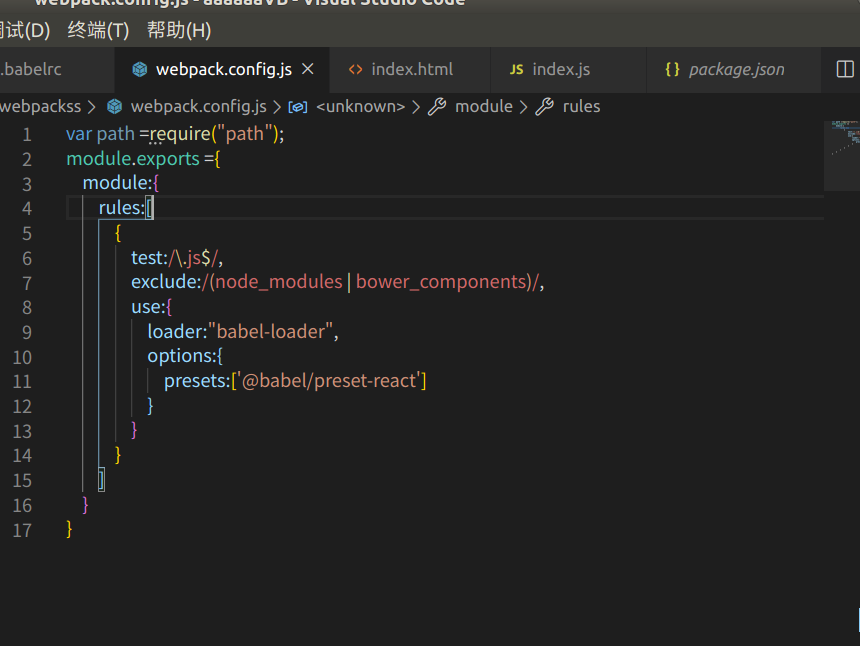 webpack.config.js - aaaaaaVB - Visual Studio Code
调试(D) 终端(T) 帮助(H)
.babelrc webpack.config.js index.html JS index.js {} package.json
webpackss > webpack.config.js > <unknown> > module > rules
1 var path =require("path");
2 module.exports ={
3 module:{
4 rules:[
5 {
6 test:/\.js$/,
7 exclude:/(node_modules|bower_components)/,
8 use:{
9 loader:"babel-loader",
10 options:{
11 presets:['@babel/preset-react']
12 }
13 }
14 }
15 ]
16 }
17 }